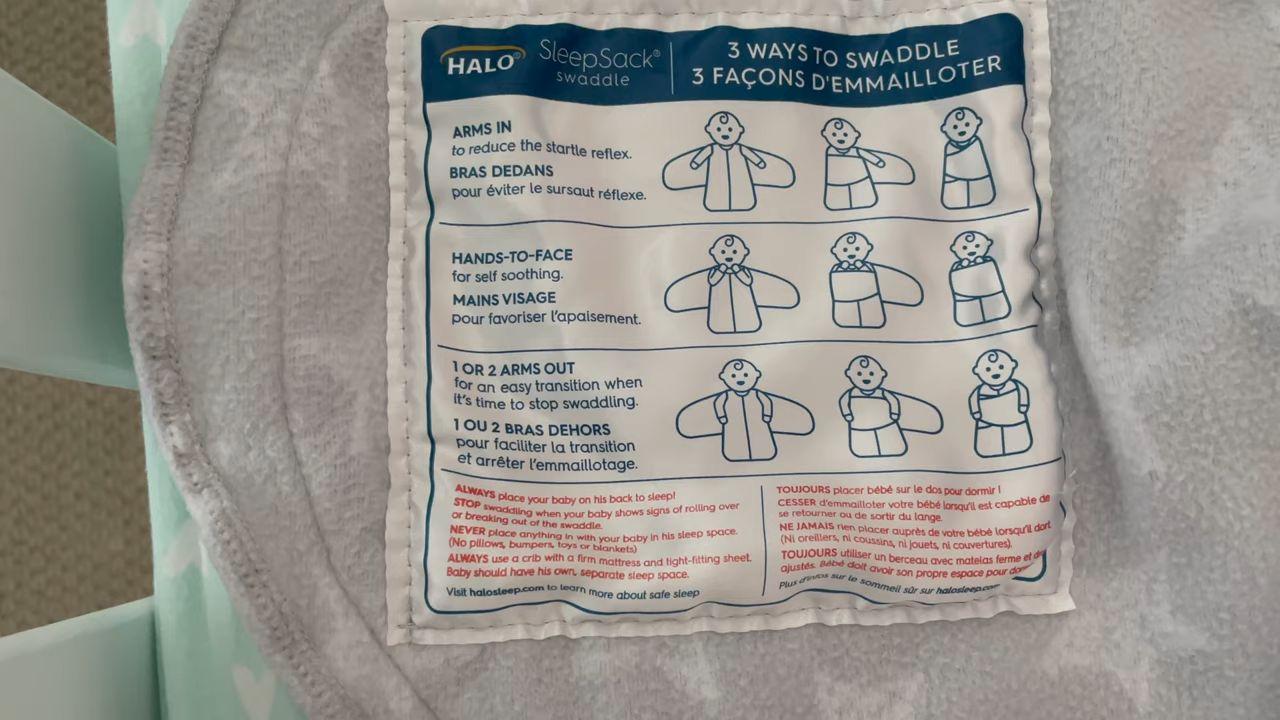 HALO® SleepSack®
swaddle
3 WAYS TO SWADDLE
3 FAÇONS D'EMMAILLOTER
ARMS IN
to reduce the startle reflex.
BRAS DEDANS
pour éviter le sursaut réflexe.
HANDS-TO-FACE
for self soothing.
MAINS VISAGE
pour favoriser l'apaisement.
1 OR 2 ARMS OUT
for an easy transition when
it's time to stop swaddling.
1 OU 2 BRAS DEHORS
pour faciliter la transition
et arrêter l'emmaillotage.
ALWAYS place your baby on his back to sleep!
STOP swaddling when your baby shows signs of rolling over
or breaking out of the swaddle.
NEVER place anything in with your baby in his sleep space.
(No pillows, bumpers, toys or blankets)
ALWAYS use a crib with a firm mattress and tight-fitting sheet.
Baby should have his own, separate sleep space.
Visit halosleep.com to learn more about safe sleep
TOUJOURS placer bébé sur le dos pour dormir !
CESSER d'emmailloter votre bébé lorsqu'il est capable de
se retourner ou de sortir du lange.
NE JAMAIS rien placer auprès de votre bébé lorsqu'il dort
(Ni oreillers, ni coussins, ni jouets, ni couvertures).
TOUJOURS utiliser un berceau avec matelas ferme et
ajustés. Bébé doit avoir son propre espace pour
Plus d'infos sur le sommeil sûr sur halosleep.com